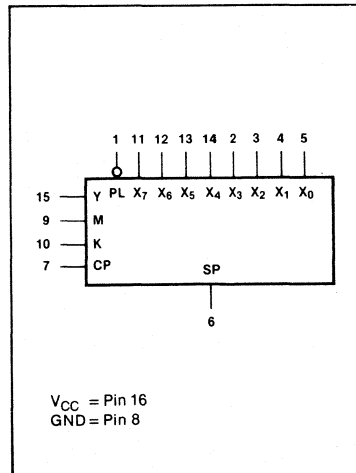 1 11 12 13 14 2 3 4 5
15 Y PL X7 X6 X5 X4 X3 X2 X1 X0
9 M
10 K
7 CP SP
6
VCC = Pin 16
GND = Pin 8